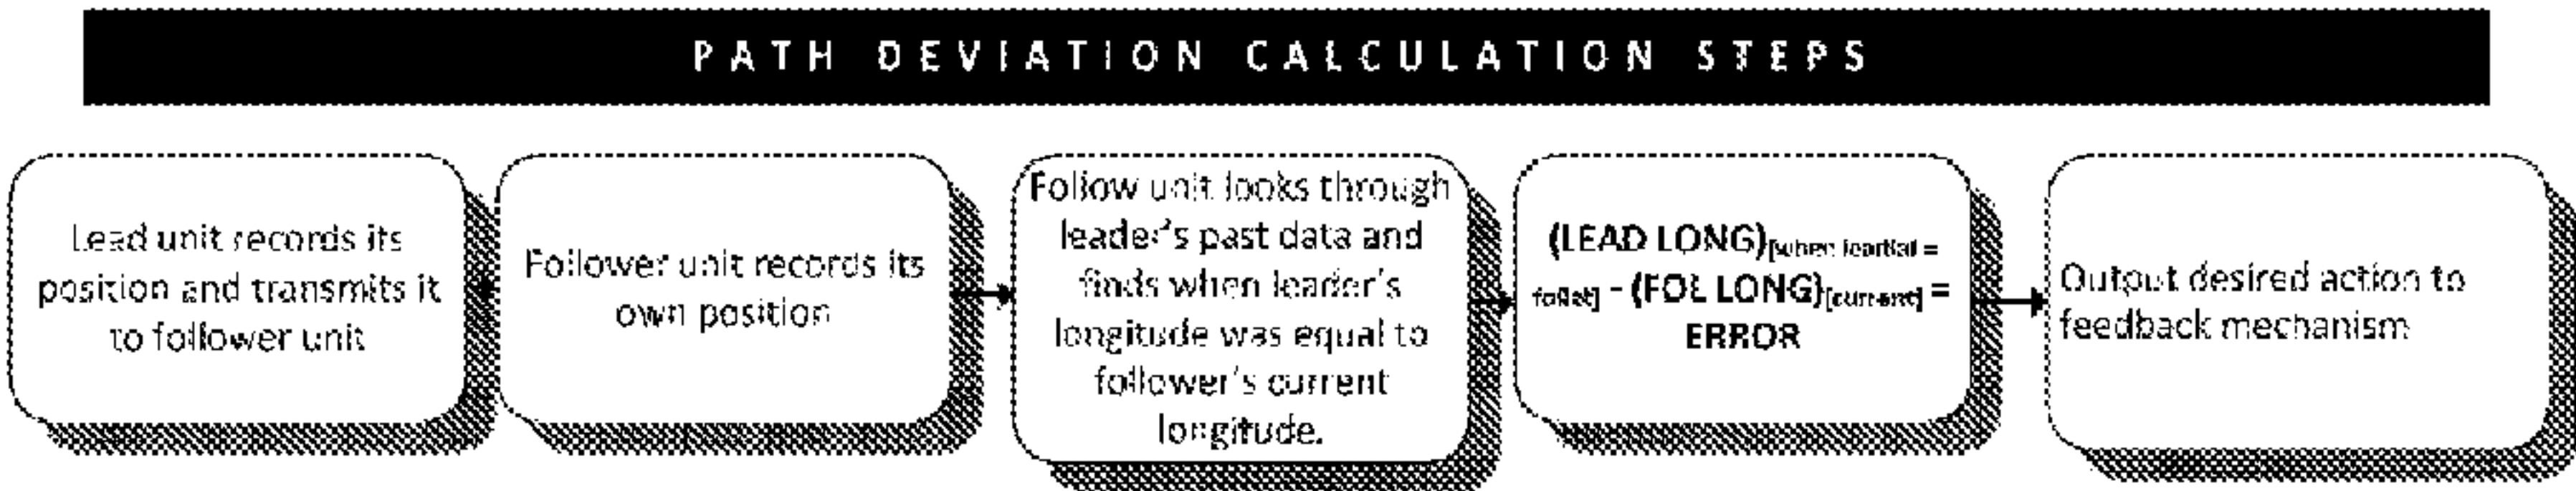 PATH DEVIATION CALCULATION STEPS
Lead unit records its
position and transmits it
to follower unit
Follower unit records its
own position
Follow unit looks through
leader's past data and
finds when leader's
longitude was equal to
follower's current
longitude.
(LEAD LONG)[when =
] - (FOL LONG)[current] =
ERROR
Output desired action to
feedback mechanism